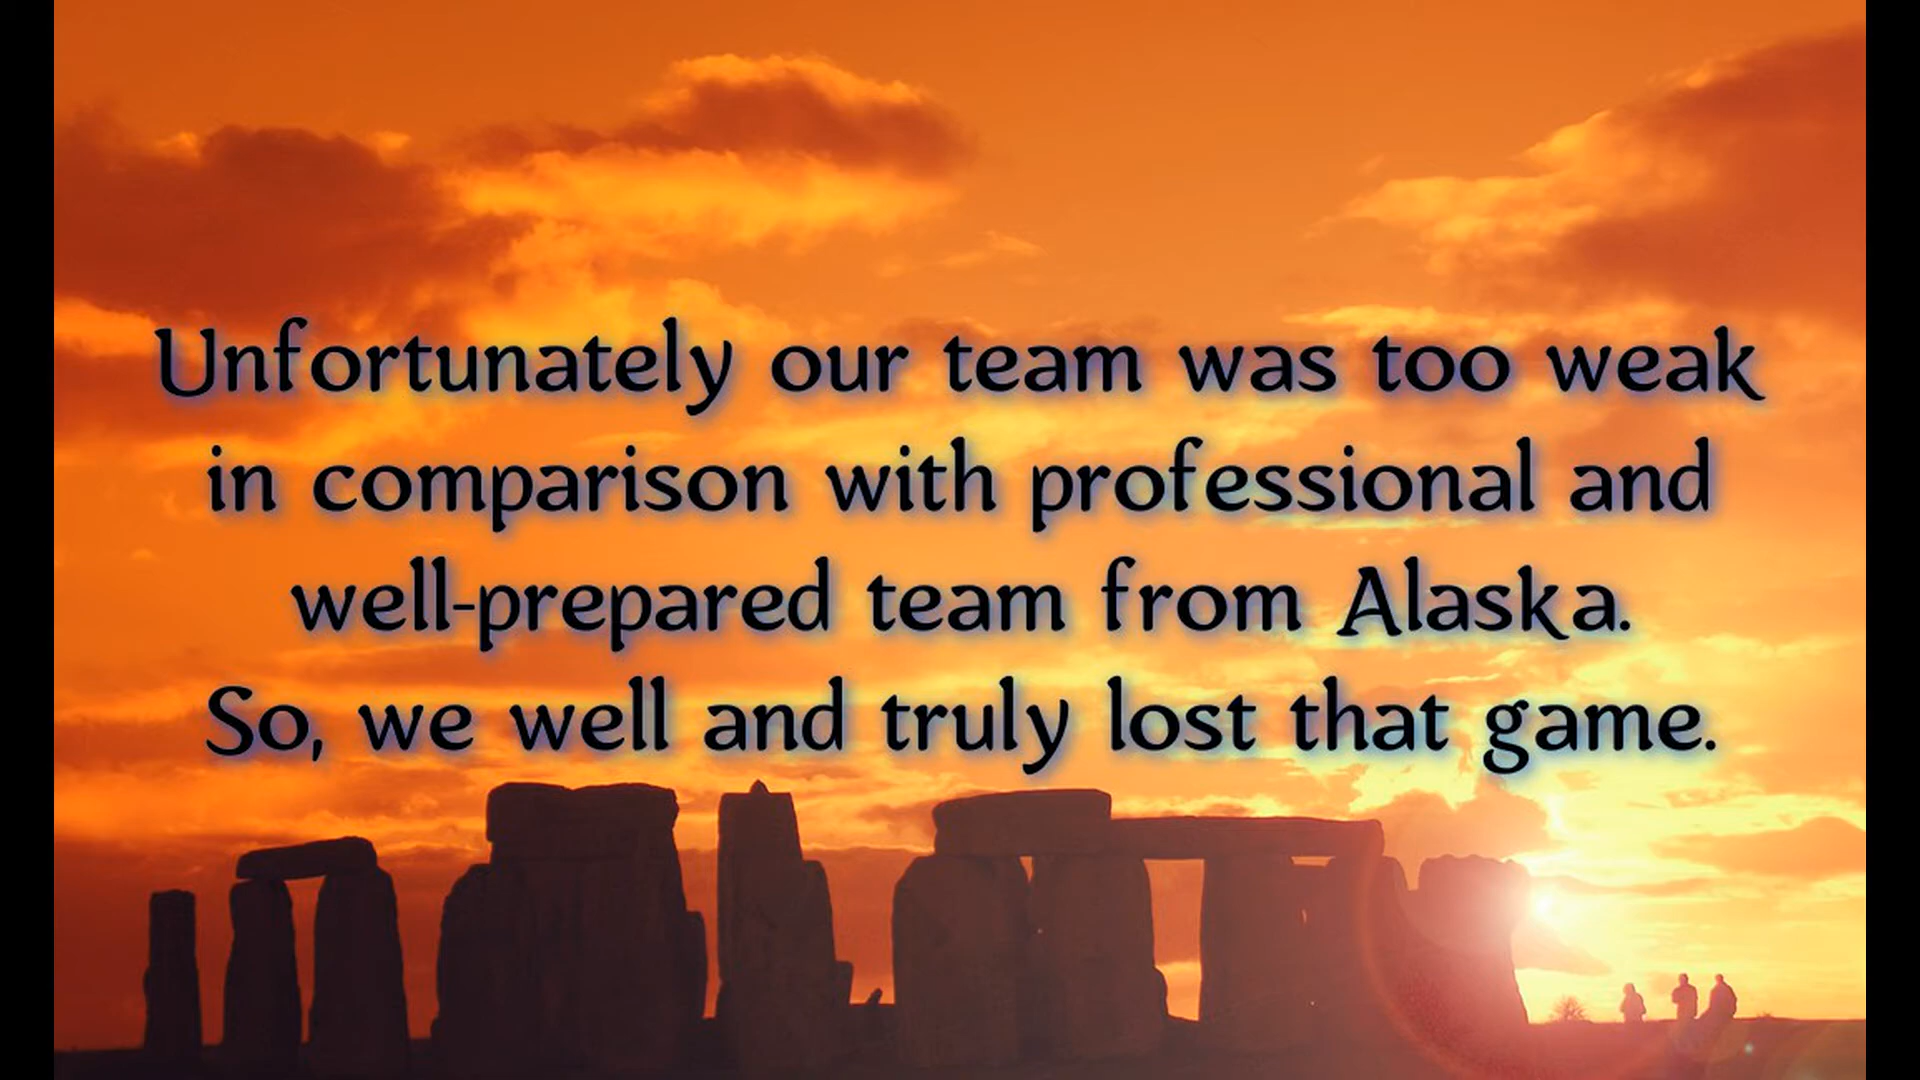 Unfortunately our team was too weak
in comparison with professional and
well-prepared team from Alaska.
So, we well and truly lost that game.